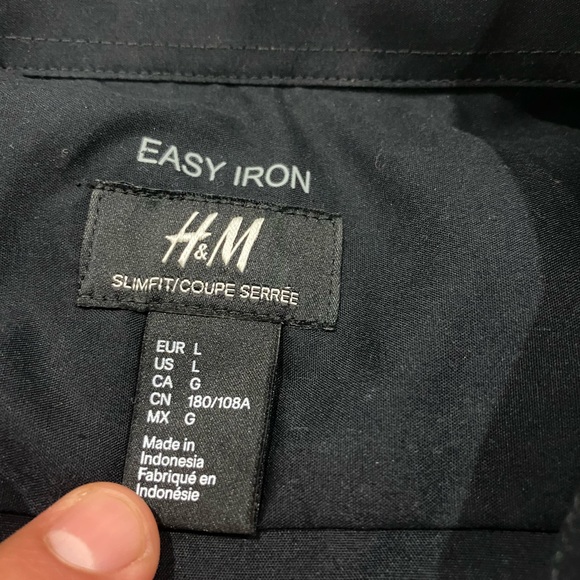 EASY IRON
H&M
SLIMFIT/COUPE SERRÉE
EUR L
US L
CA G
CN 180/108A
MX G
Made in
Indonesia
Fabriqué en
Indonésie